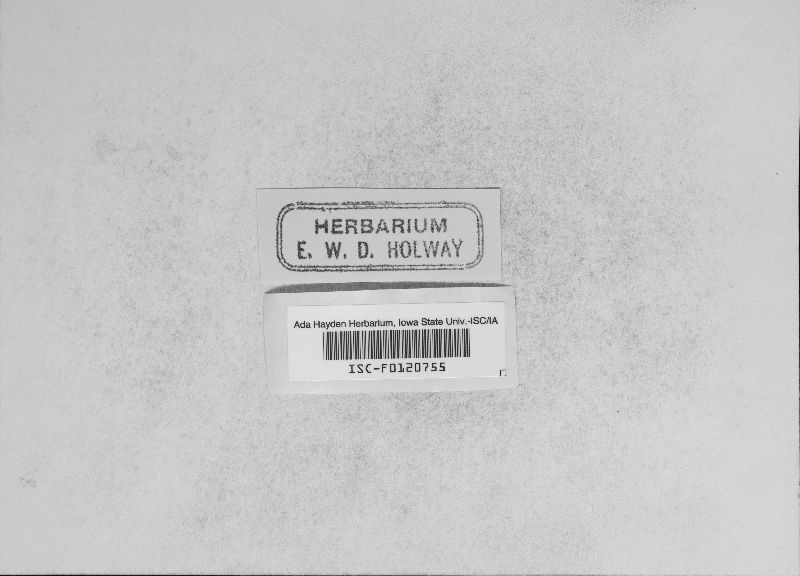 HERBARIUM
E. W. D. HOLWAY
Ada Hayden Herbarium, Iowa State Univ.-ISC/IA
ISC-F0120755